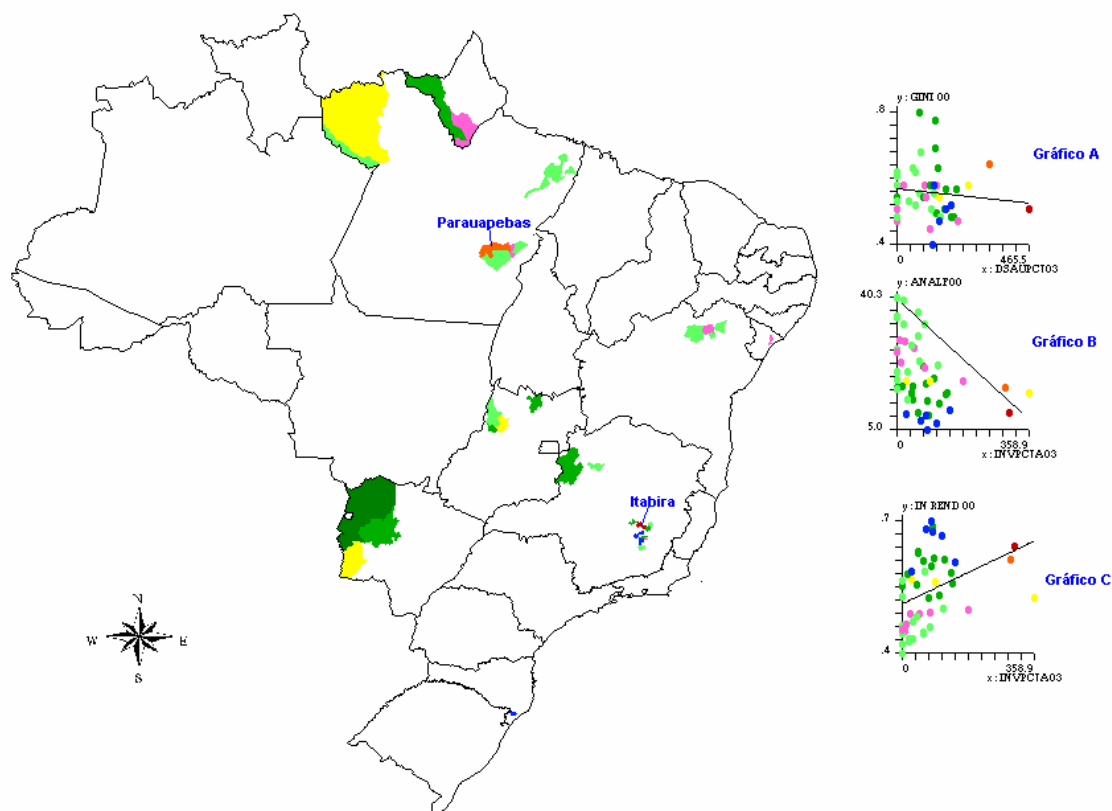 Parauapebas
Itabira
N
W
E
S
y : GINI 00
.8
.4
0
465.5
x : DSAUPCT03
Gráfico A
y : ANALF00
40.3
5.0
0
358.9
x : INVPCTA03
Gráfico B
y : IN REND 00
.7
.4
0
358.9
x : INVPCTA03
Gráfico C